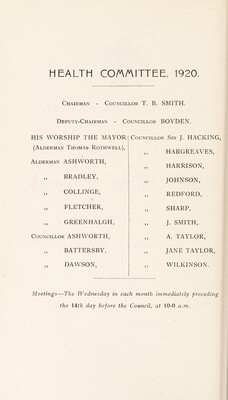 HEALTH COMMITTEE, 1920.
CHAIRMAN - COUNCILLOR T. B. SMITH.
DEPUTY-CHAIRMAN - COUNCILLOR BOYDEN.
HIS WORSHIP THE MAYOR
(ALDERMAN THOMAS ROTHWELL),
ALDERMAN ASHWORTH,
,, BRADLEY,
,, COLLINGE,
,, FLETCHER,
,, GREENHALGH,
COUNCILLOR ASHWORTH,
,, BATTERSBY,
,, DAWSON,
COUNCILLOR SIR J. HACKING,
,, HARGREAVES,
,, HARRISON,
,, JOHNSON,
,, REDFORD,
,, SHARP,
,, J. SMITH,
,, A. TAYLOR,
,, JANE TAYLOR,
,, WILKINSON.
Meetings—The Wednesday in each month immediately preceding
the 14th day before the Council, at 10-0 a.m.